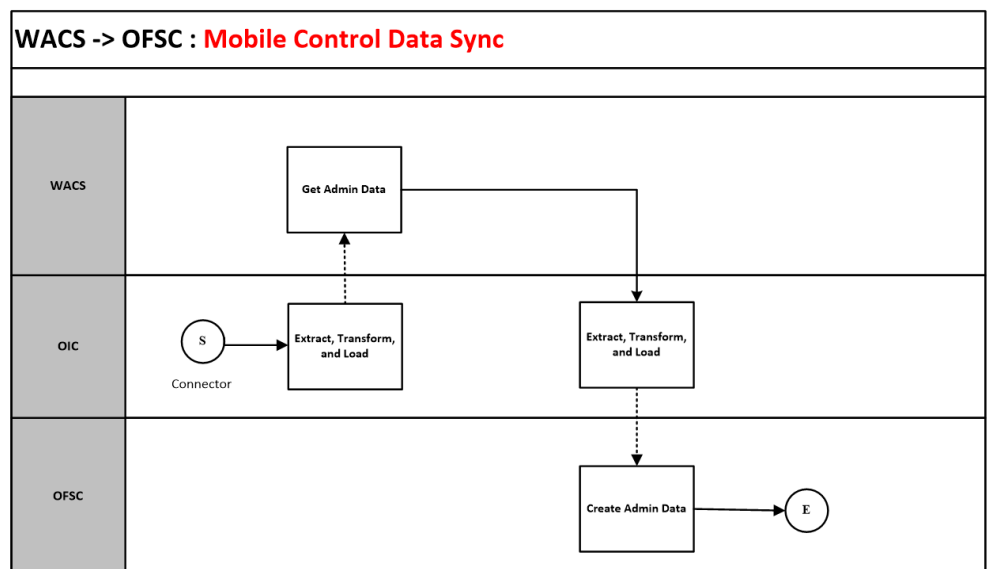 WACS -> OFSC : Mobile Control Data Sync
WACS
Get Admin Data
OIC
S
Connector
Extract, Transform,
and Load
Extract, Transform,
and Load
OFSC
Create Admin Data
E